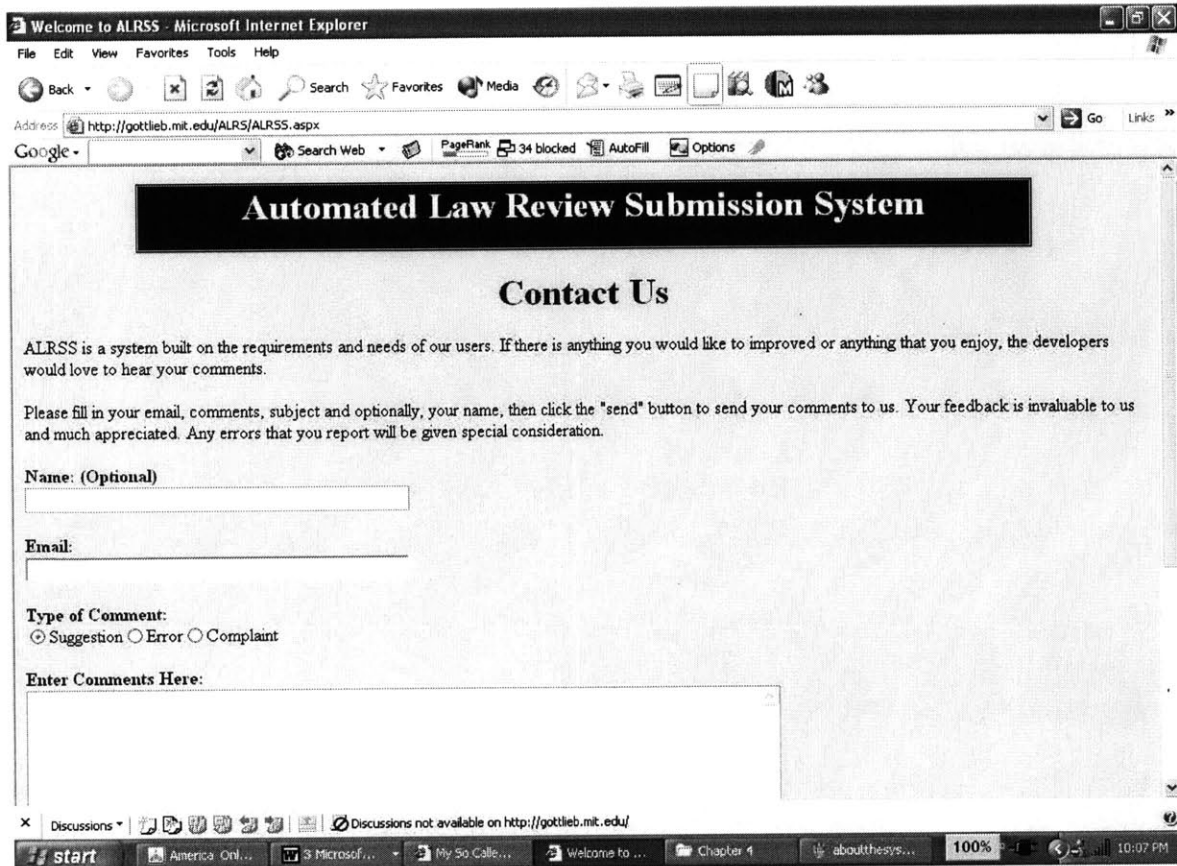 Welcome to ALRSS - Microsoft Internet Explorer
File Edit View Favorites Tools Help
Back Search Favorites Media
Address http://gottlieb.mit.edu/ALRS/ALRSS.aspx Go Links »
Google Search Web PageRank 34 blocked AutoFill Options
Automated Law Review Submission System
Contact Us
ALRSS is a system built on the requirements and needs of our users. If there is anything you would like to improved or anything that you enjoy, the developers
would love to hear your comments.
Please fill in your email, comments, subject and optionally, your name, then click the "send" button to send your comments to us. Your feedback is invaluable to us
and much appreciated. Any errors that you report will be given special consideration.
Name: (Optional)
Email:
Type of Comment:
Suggestion Error Complaint
Enter Comments Here:
Discussions Discussions not available on http://gottlieb.mit.edu/
start America Onl... 3 Microsof... My So Calle... Welcome to ... Chapter 4 aboutthesys... 100% 10:07 PM